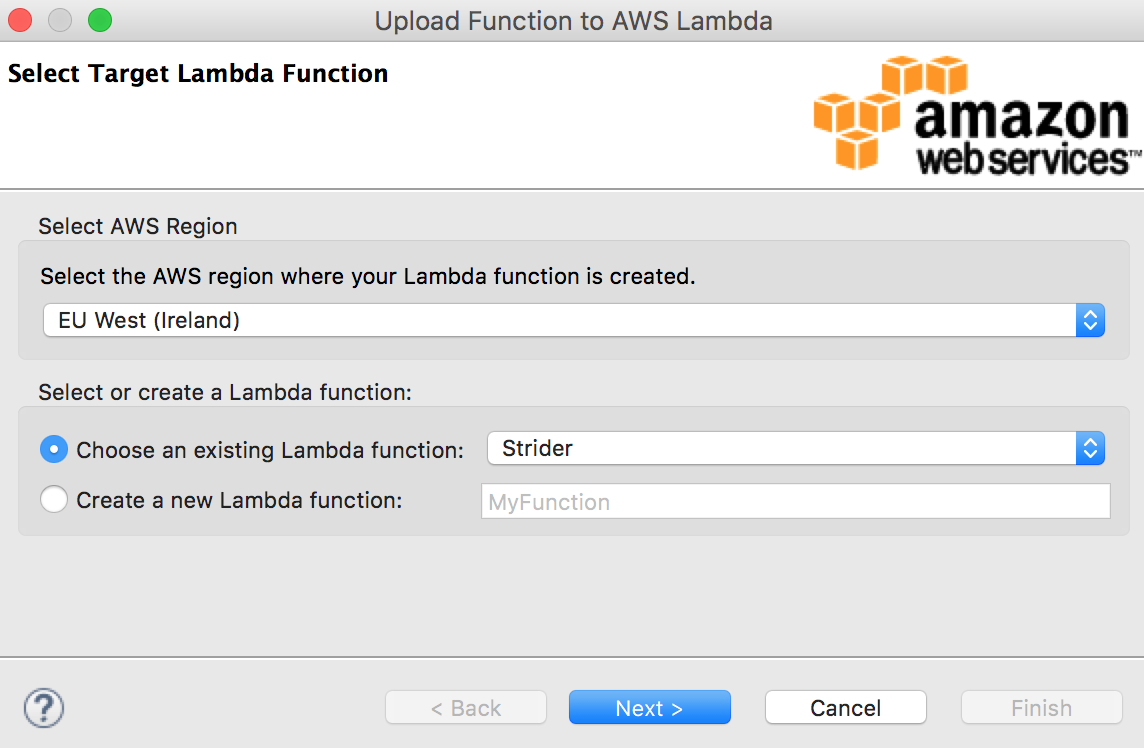 Upload Function to AWS Lambda
Select Target Lambda Function
amazon
web services™
Select AWS Region
Select the AWS region where your Lambda function is created.
EU West (Ireland)
Select or create a Lambda function:
Choose an existing Lambda function: Strider
Create a new Lambda function: MyFunction
? < Back Next > Cancel Finish